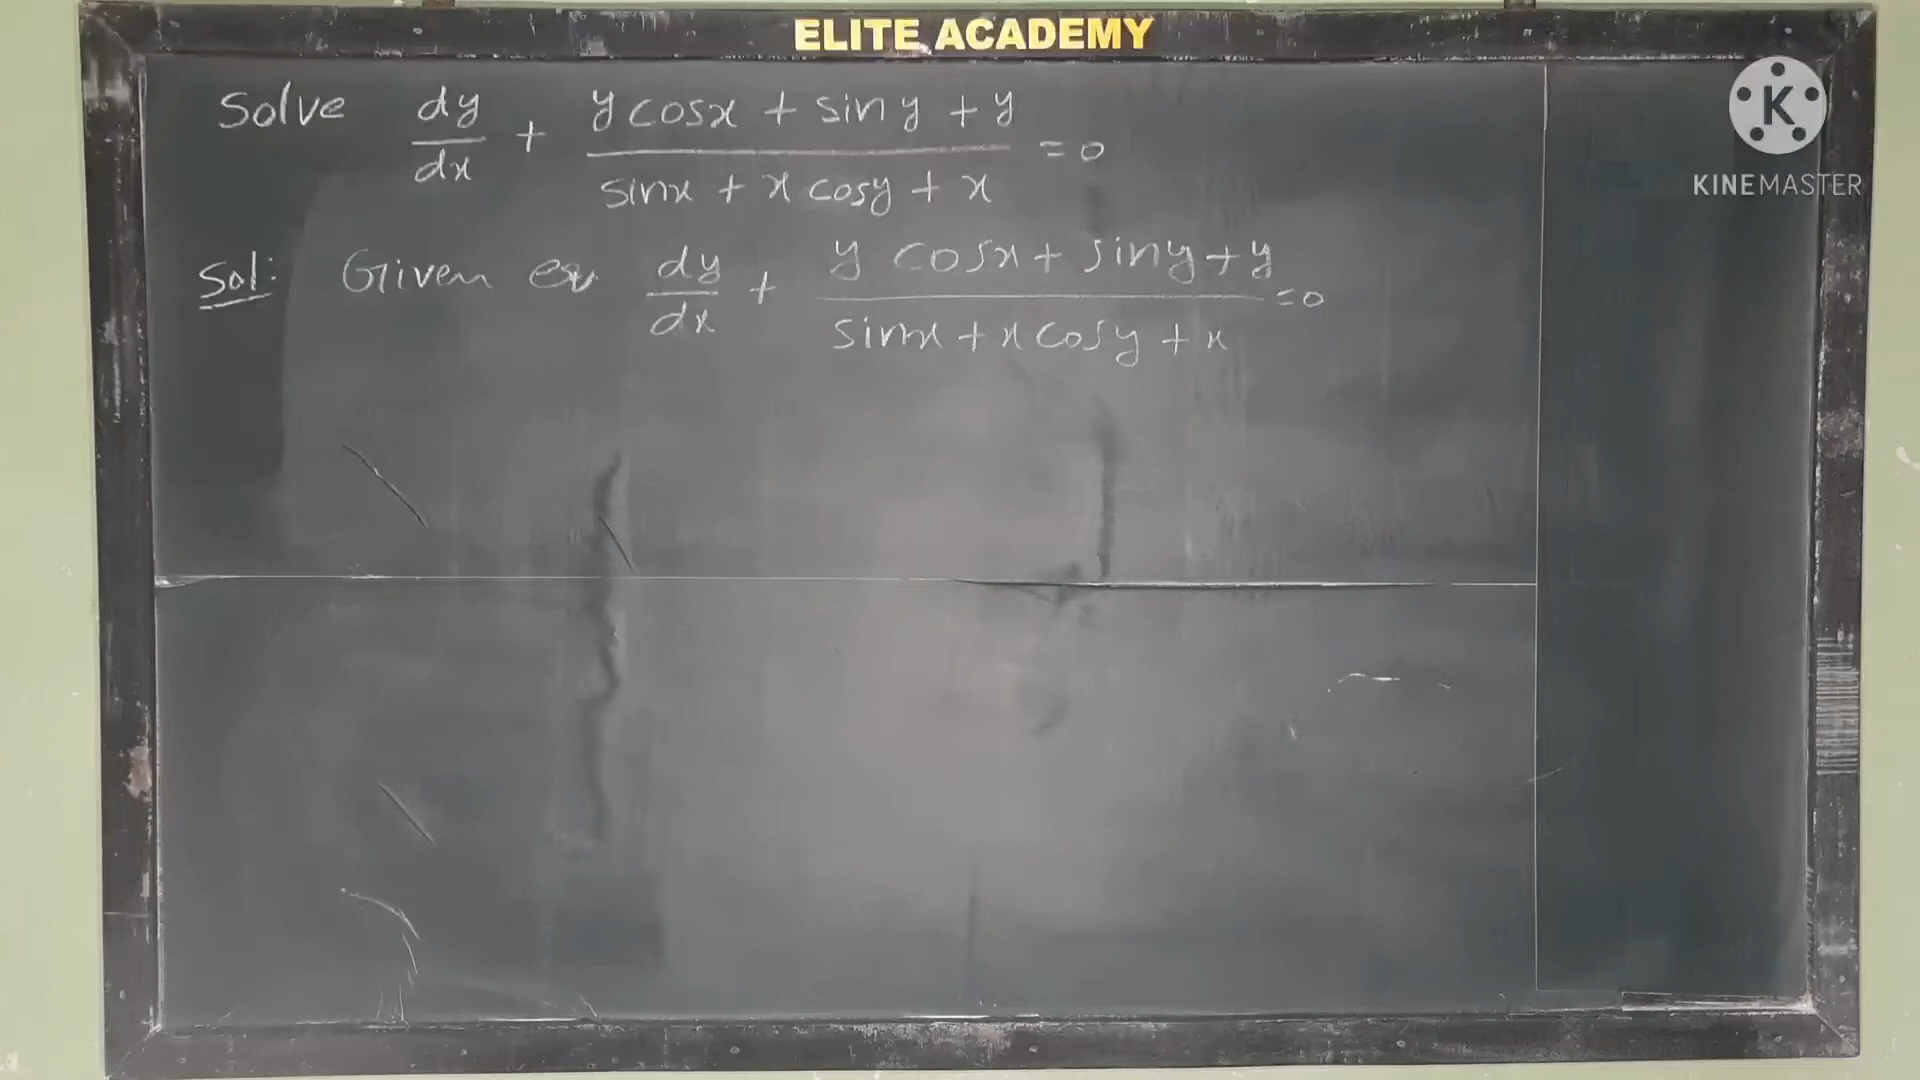 ELITE ACADEMY
Solve dy/dx + (y cosx + sin y + y)/(sinx + x cosy + x) = 0
Sol: Given eq dy/dx + (y cosx + siny + y)/(sinx + x cosy + x) = 0
K
KINEMASTER